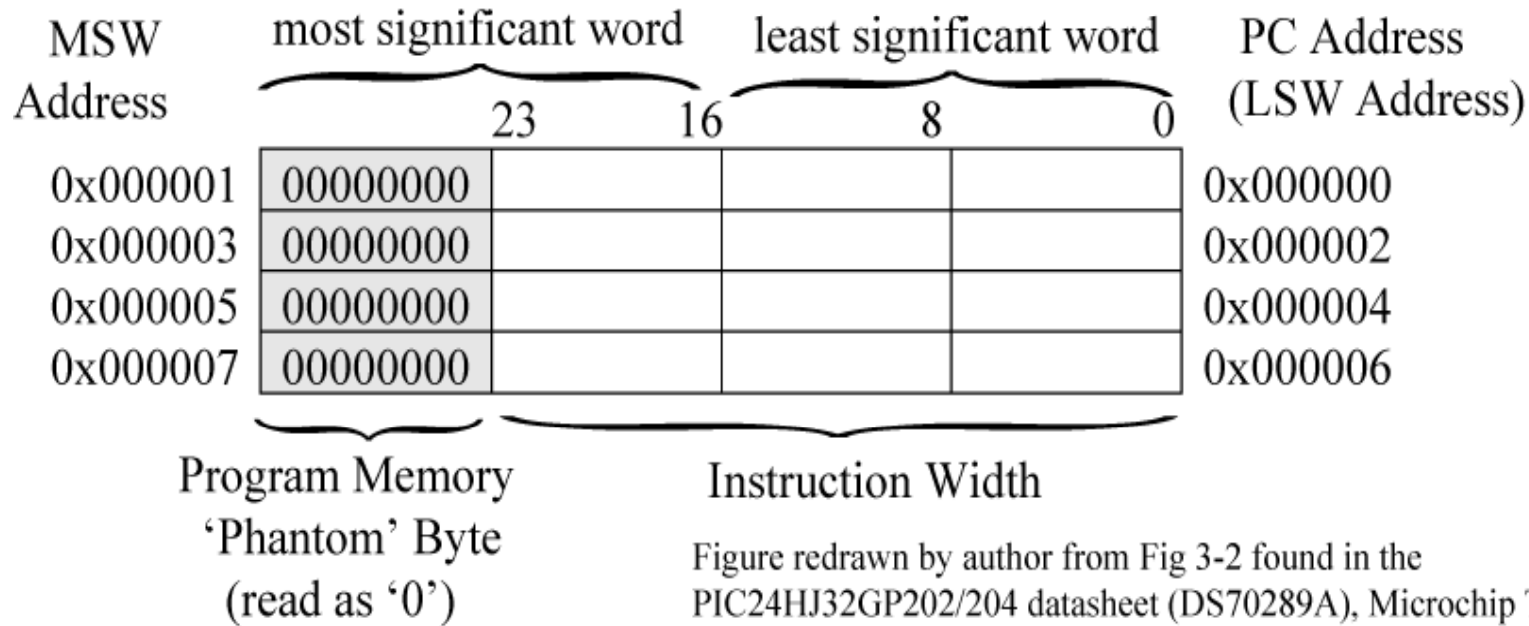 MSW Address
most significant word
least significant word
PC Address (LSW Address)
23 16 8 0
0x000001 00000000 0x000000
0x000003 00000000 0x000002
0x000005 00000000 0x000004
0x000007 00000000 0x000006
Program Memory
‘Phantom’ Byte
(read as ‘0’)
Instruction Width
Figure redrawn by author from Fig 3-2 found in the
PIC24HJ32GP202/204 datasheet (DS70289A), Microchip